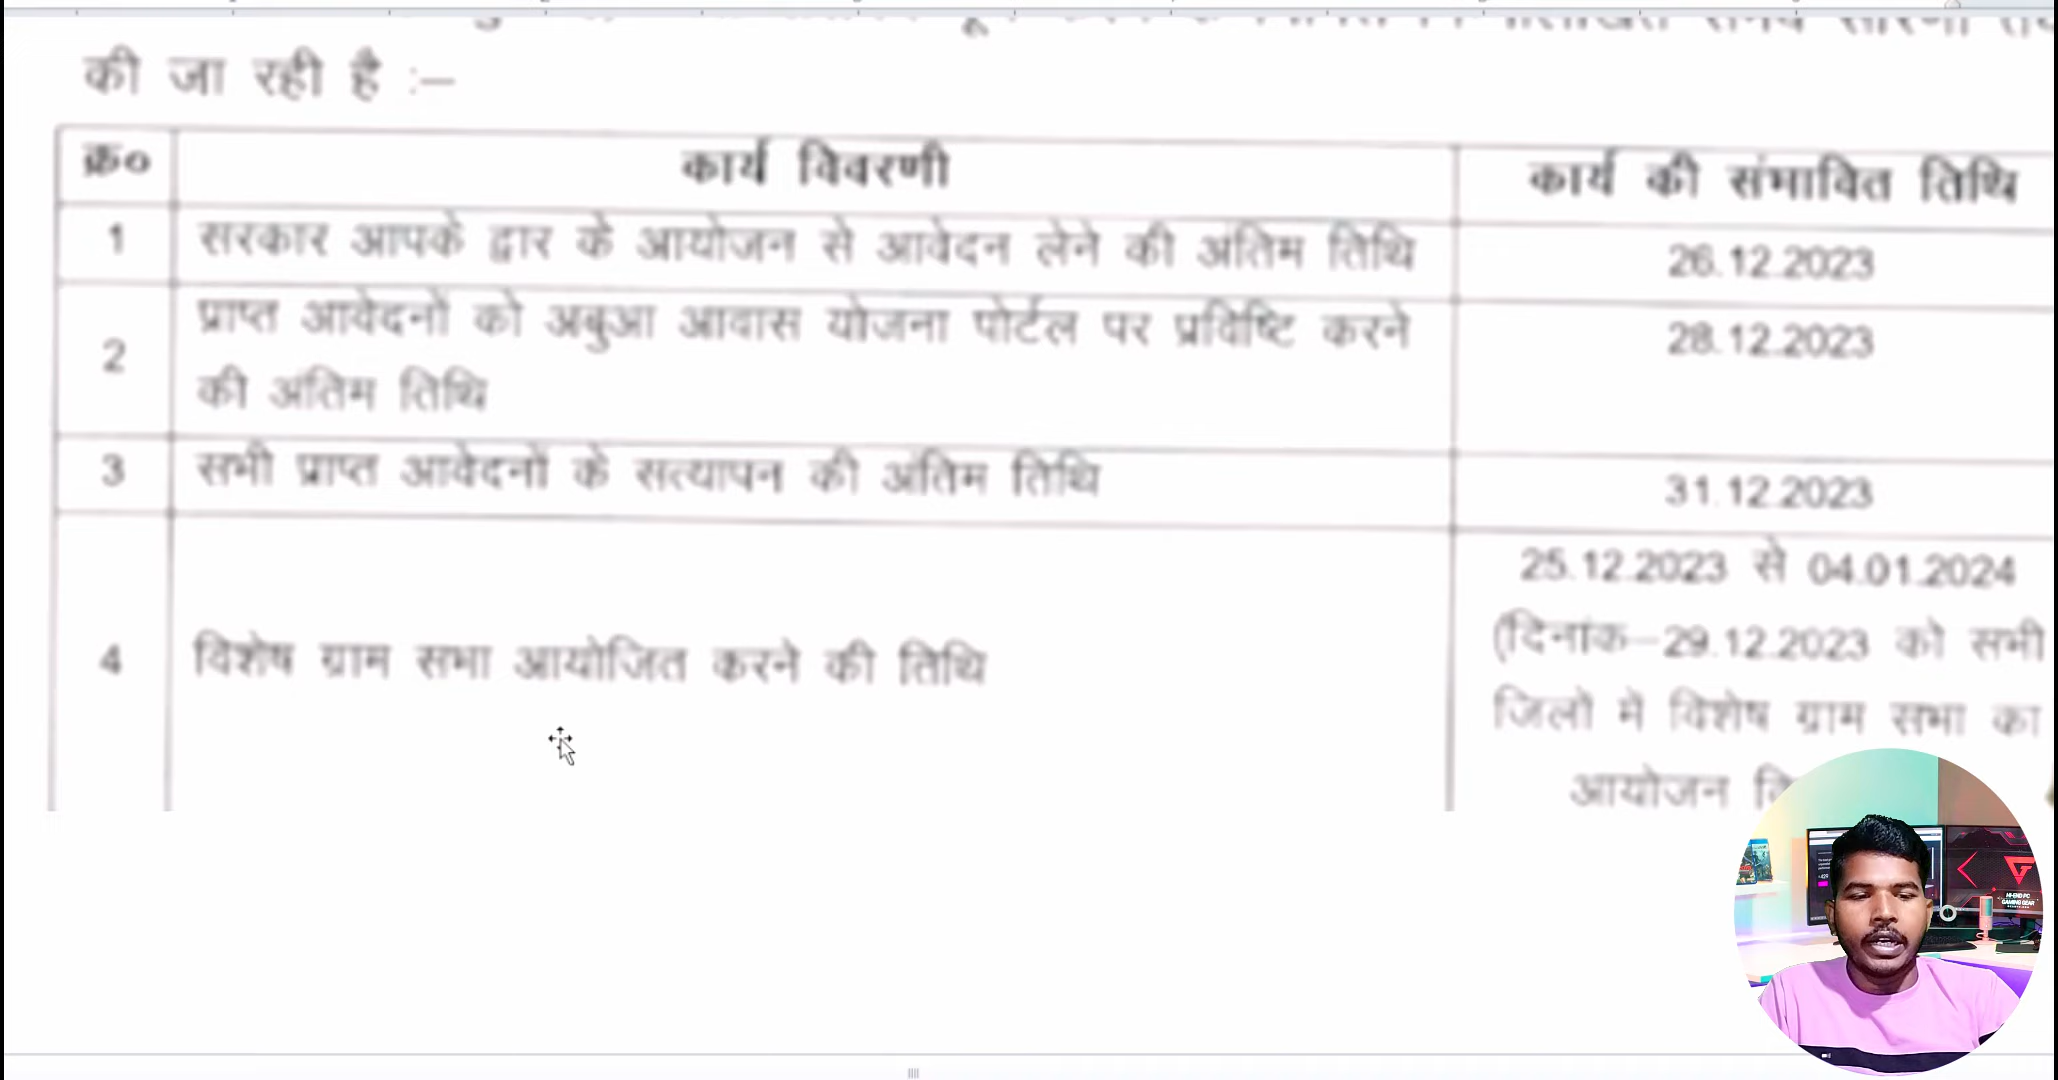 की जा रही है :–
क्र० कार्य विवरणी कार्य की संभावित तिथि
1 सरकार आपके द्वार के आयोजन से आवेदन लेने की अंतिम तिथि 26.12.2023
2 प्राप्त आवेदनों को अबुआ आवास योजना पोर्टल पर प्रविष्टि करने 28.12.2023
की अंतिम तिथि
3 सभी प्राप्त आवेदनों के सत्यापन की अंतिम तिथि 31.12.2023
25.12.2023 से 04.01.2024
(दिनांक–29.12.2023 को सभी
4 विशेष ग्राम सभा आयोजित करने की तिथि
जिलों में विशेष ग्राम सभा का
आयोजन